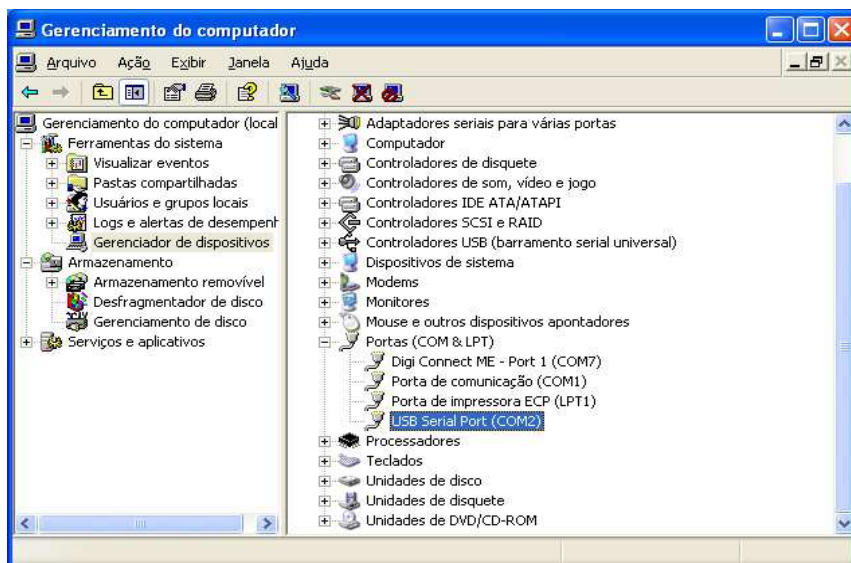 Gerenciamento do computador
Arquivo Ação Exibir Janela Ajuda
Gerenciamento do computador (local
Ferramentas do sistema
Visualizar eventos
Pastas compartilhadas
Usuários e grupos locais
Logs e alertas de desempenh
Gerenciador de dispositivos
Armazenamento
Armazenamento removível
Desfragmentador de disco
Gerenciamento de disco
Serviços e aplicativos
Adaptadores seriais para várias portas
Computador
Controladores de disquete
Controladores de som, vídeo e jogo
Controladores IDE ATA/ATAPI
Controladores SCSI e RAID
Controladores USB (barramento serial universal)
Dispositivos de sistema
Modems
Monitores
Mouse e outros dispositivos apontadores
Portas (COM & LPT)
Digi Connect ME - Port 1 (COM7)
Porta de comunicação (COM1)
Porta de impressora ECP (LPT1)
USB Serial Port (COM2)
Processadores
Teclados
Unidades de disco
Unidades de disquete
Unidades de DVD/CD-ROM